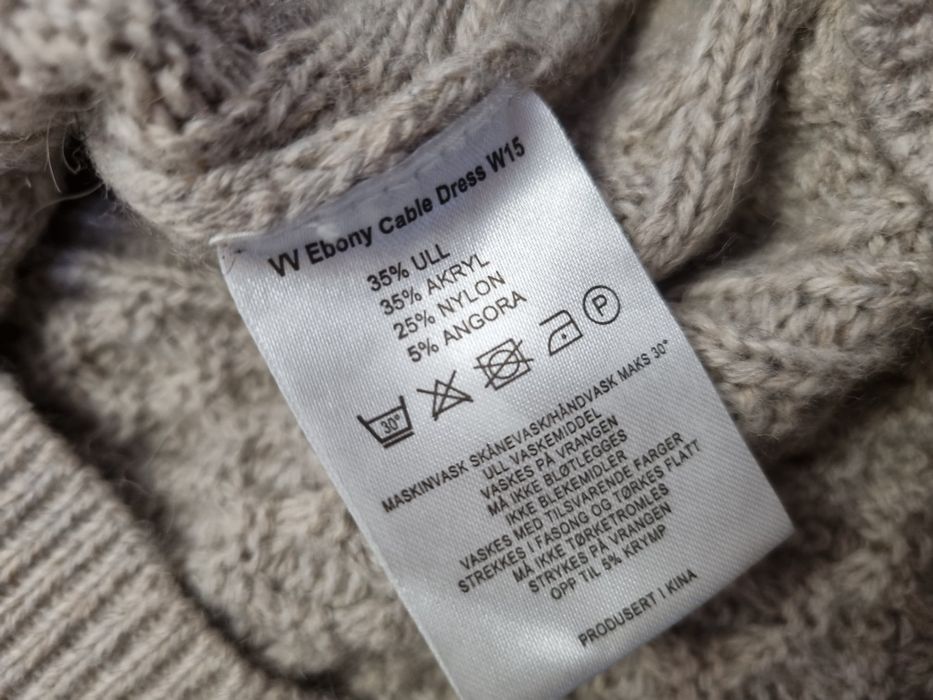 VV Ebony Cable Dress W15
35% ULL
35% AKRYL
25% NYLON
5% ANGORA
30° P
MASKINVASK SKÅNEVASK/HÅNDVASK MAKS 30°
ULL VASKEMIDDEL
VASKES PÅ VRANGEN
MÅ IKKE BLØTLEGGES
IKKE BLEKEMIDLER
VASKES MED TILSVARENDE FARGER
STREKKES I FASONG OG TØRKES FLATT
MÅ IKKE TØRKETROMLES
STRYKES PÅ VRANGEN
OPP TIL 5% KRYMP
PRODUSERT I KINA